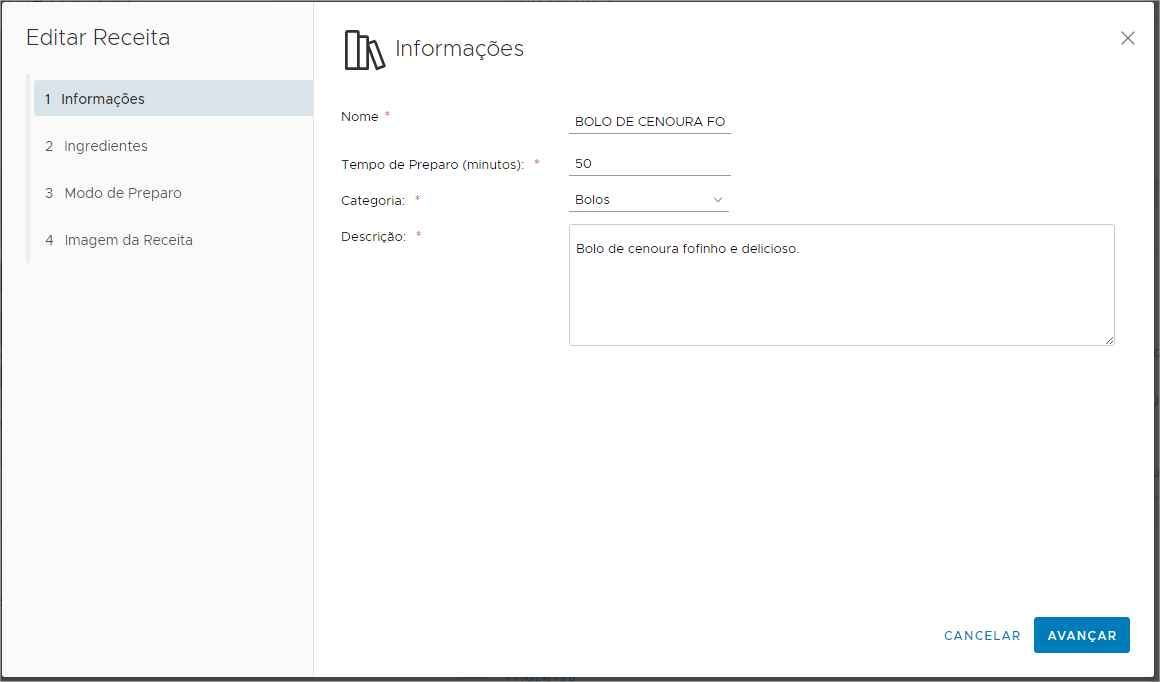 Editar Receita
1 Informações
2 Ingredientes
3 Modo de Preparo
4 Imagem da Receita
Informações
Nome *
BOLO DE CENOURA FO
Tempo de Preparo (minutos): *
50
Categoria: *
Bolos
Descrição: *
Bolo de cenoura fofinho e delicioso.
CANCELAR
AVANÇAR